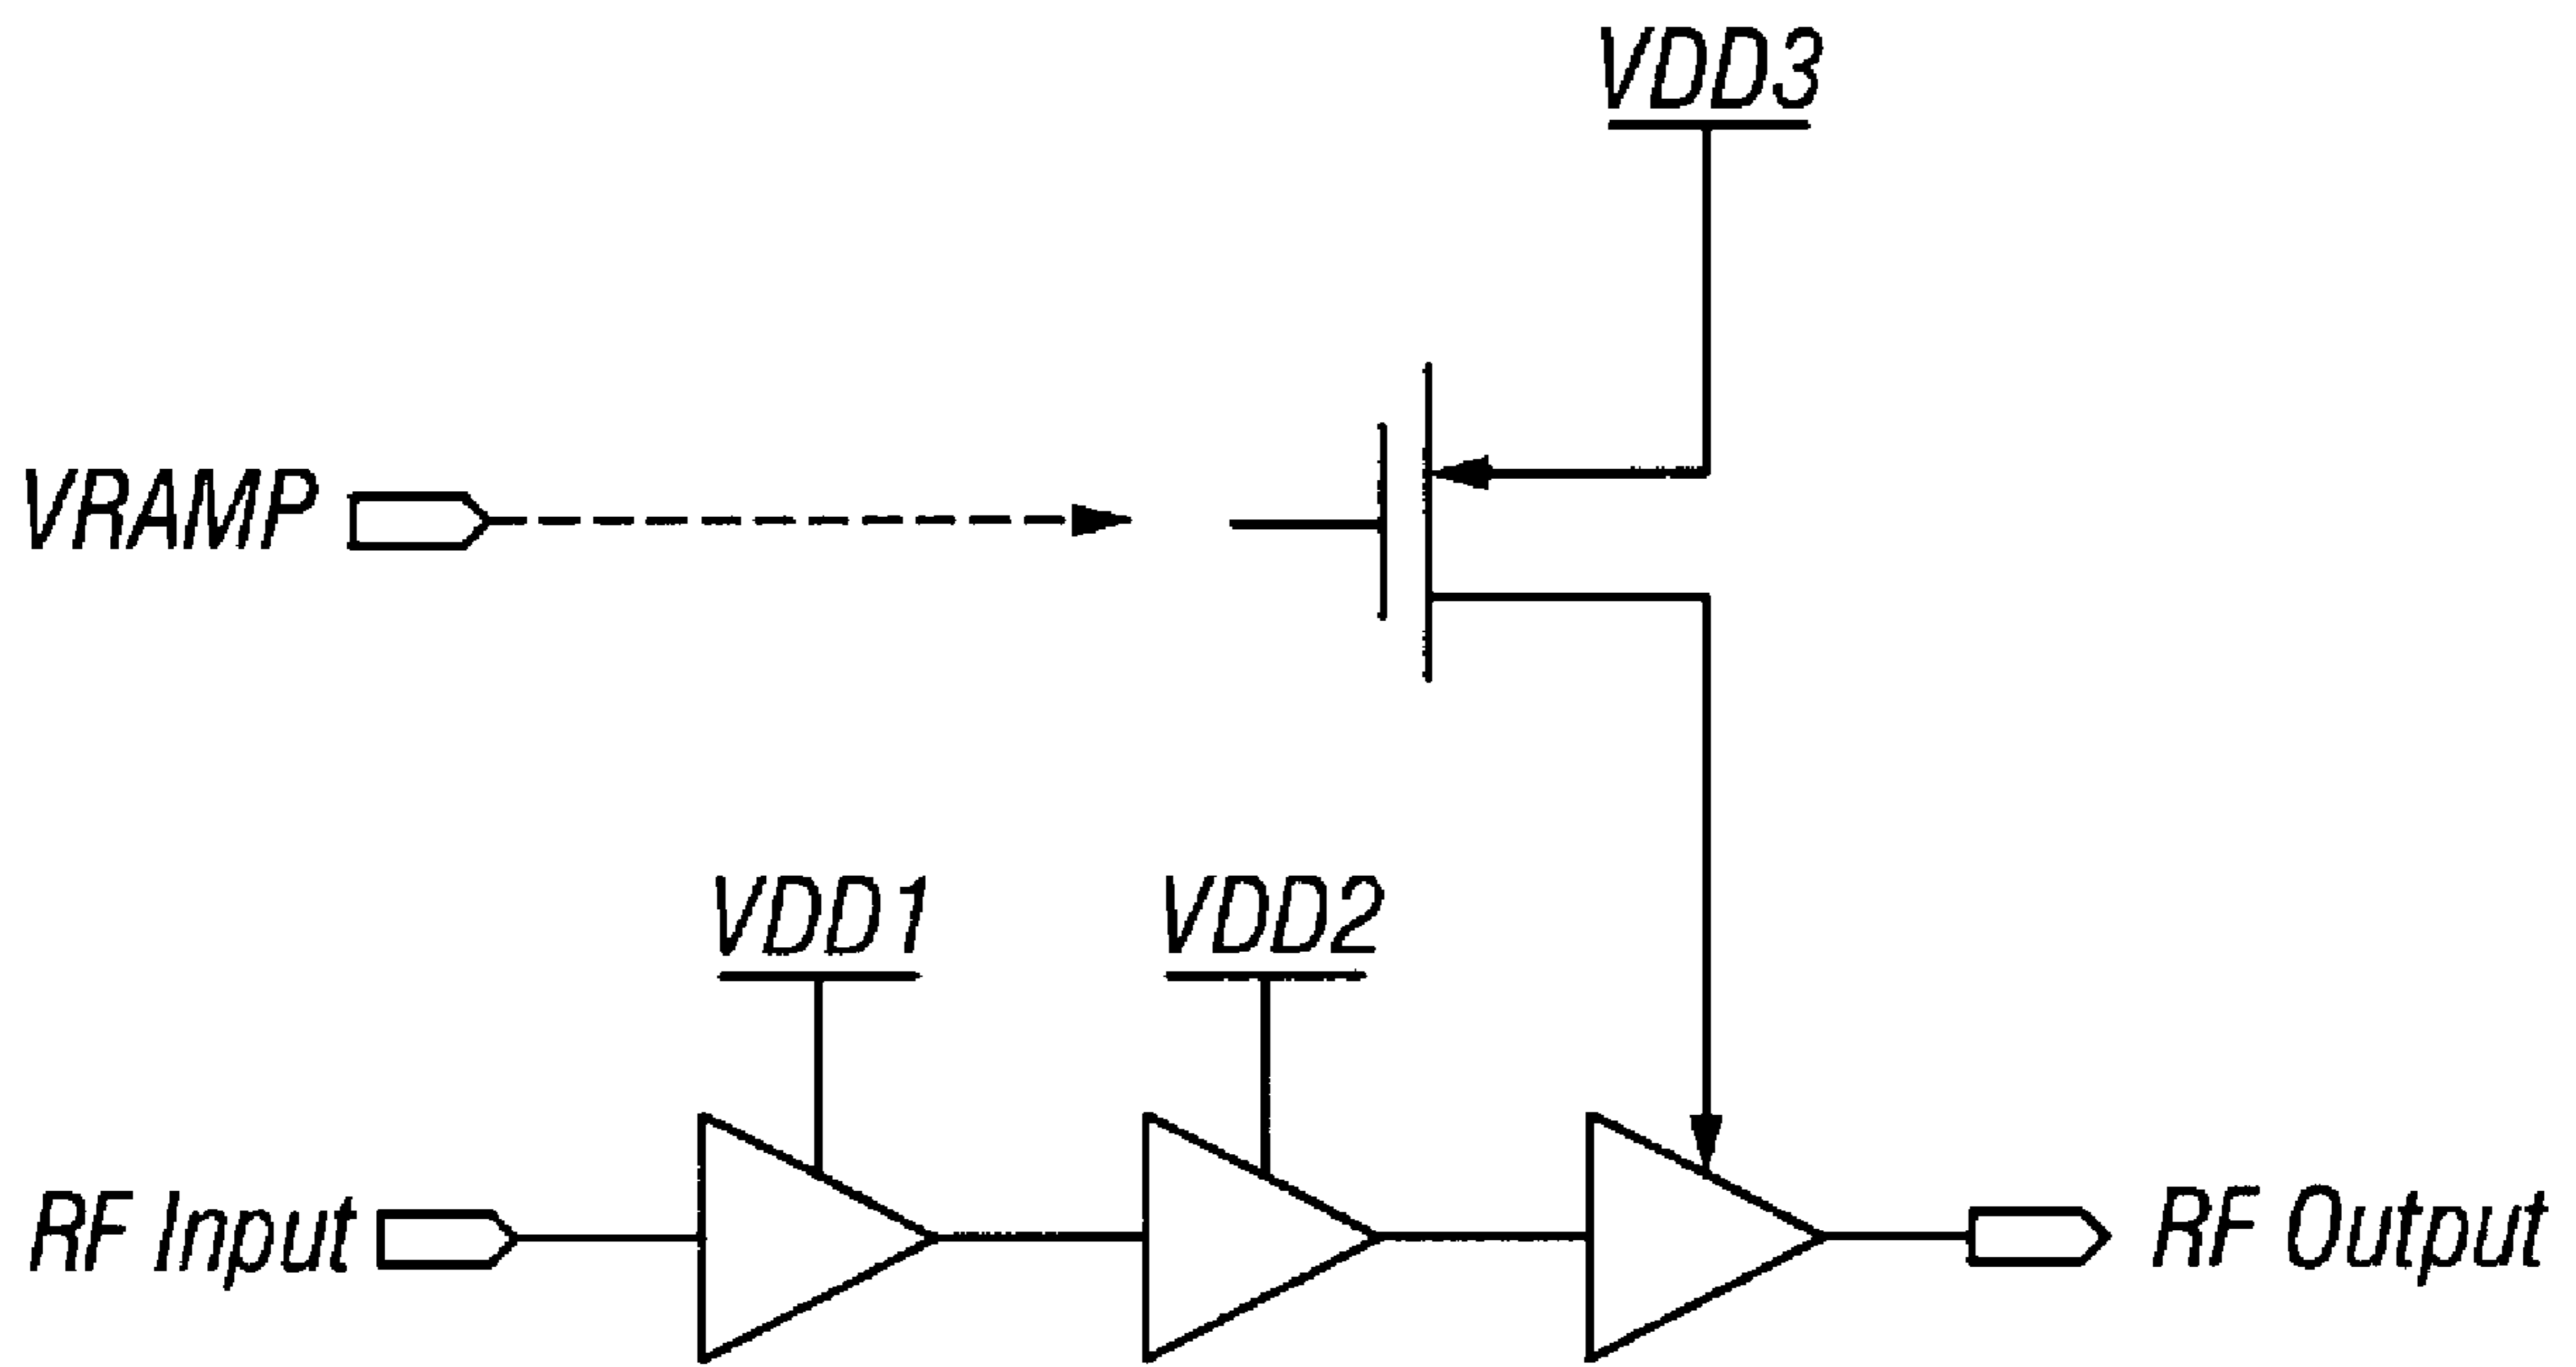 VDD3
VRAMP
VDD1
VDD2
RF Input
RF Output